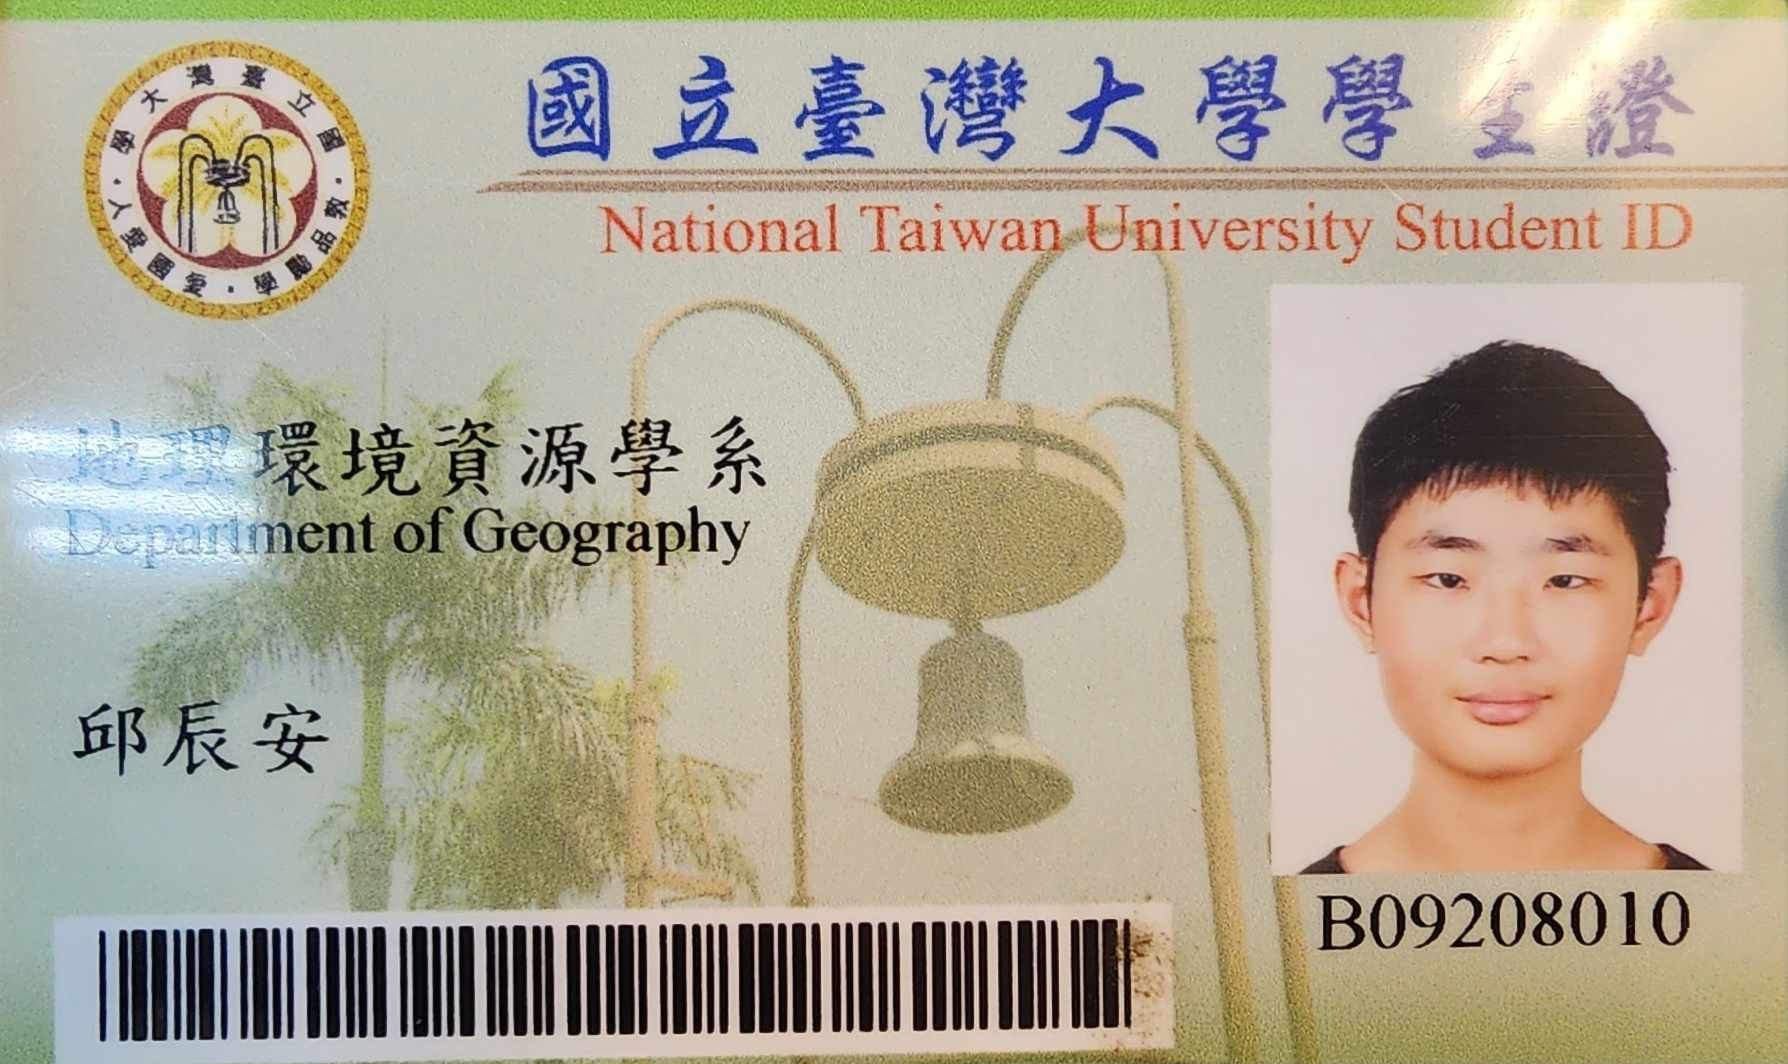 國立臺灣大學學生證
National Taiwan University Student ID
國立臺灣大學
敦品勵學·愛國愛人
地理環境資源學系
Department of Geography
邱辰安
B09208010